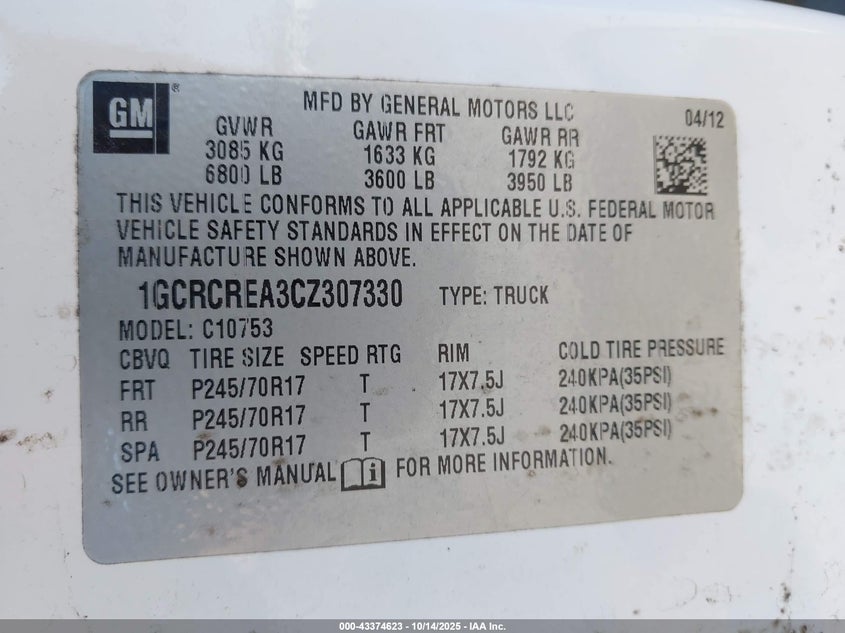 GM ®
MFD BY GENERAL MOTORS LLC 04/12
GVWR GAWR FRT GAWR RR
3085 KG 1633 KG 1792 KG
6800 LB 3600 LB 3950 LB
THIS VEHICLE CONFORMS TO ALL APPLICABLE U.S. FEDERAL MOTOR
VEHICLE SAFETY STANDARDS IN EFFECT ON THE DATE OF
MANUFACTURE SHOWN ABOVE.
1GCRCREA3CZ307330 TYPE: TRUCK
MODEL: C10753
CBVQ TIRE SIZE SPEED RTG RIM COLD TIRE PRESSURE
FRT P245/70R17 T 17X7.5J 240KPA(35PSI)
RR P245/70R17 T 17X7.5J 240KPA(35PSI)
SPA P245/70R17 T 17X7.5J 240KPA(35PSI)
SEE OWNER'S MANUAL i FOR MORE INFORMATION.
000-43374623 - 10/14/2025 - IAA Inc.